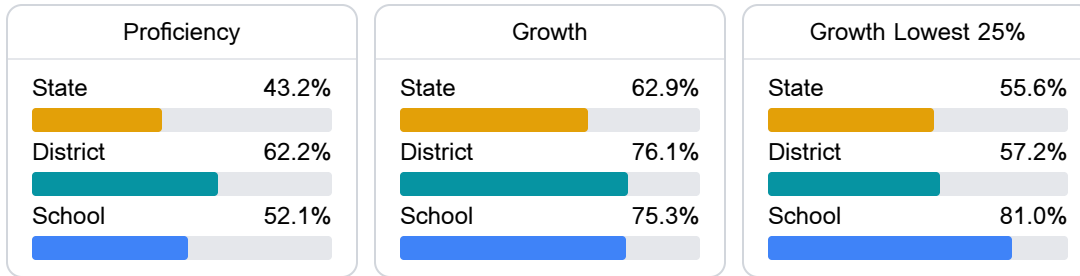 Proficiency
State 43.2%
District 62.2%
School 52.1%
Growth
State 62.9%
District 76.1%
School 75.3%
Growth Lowest 25%
State 55.6%
District 57.2%
School 81.0%